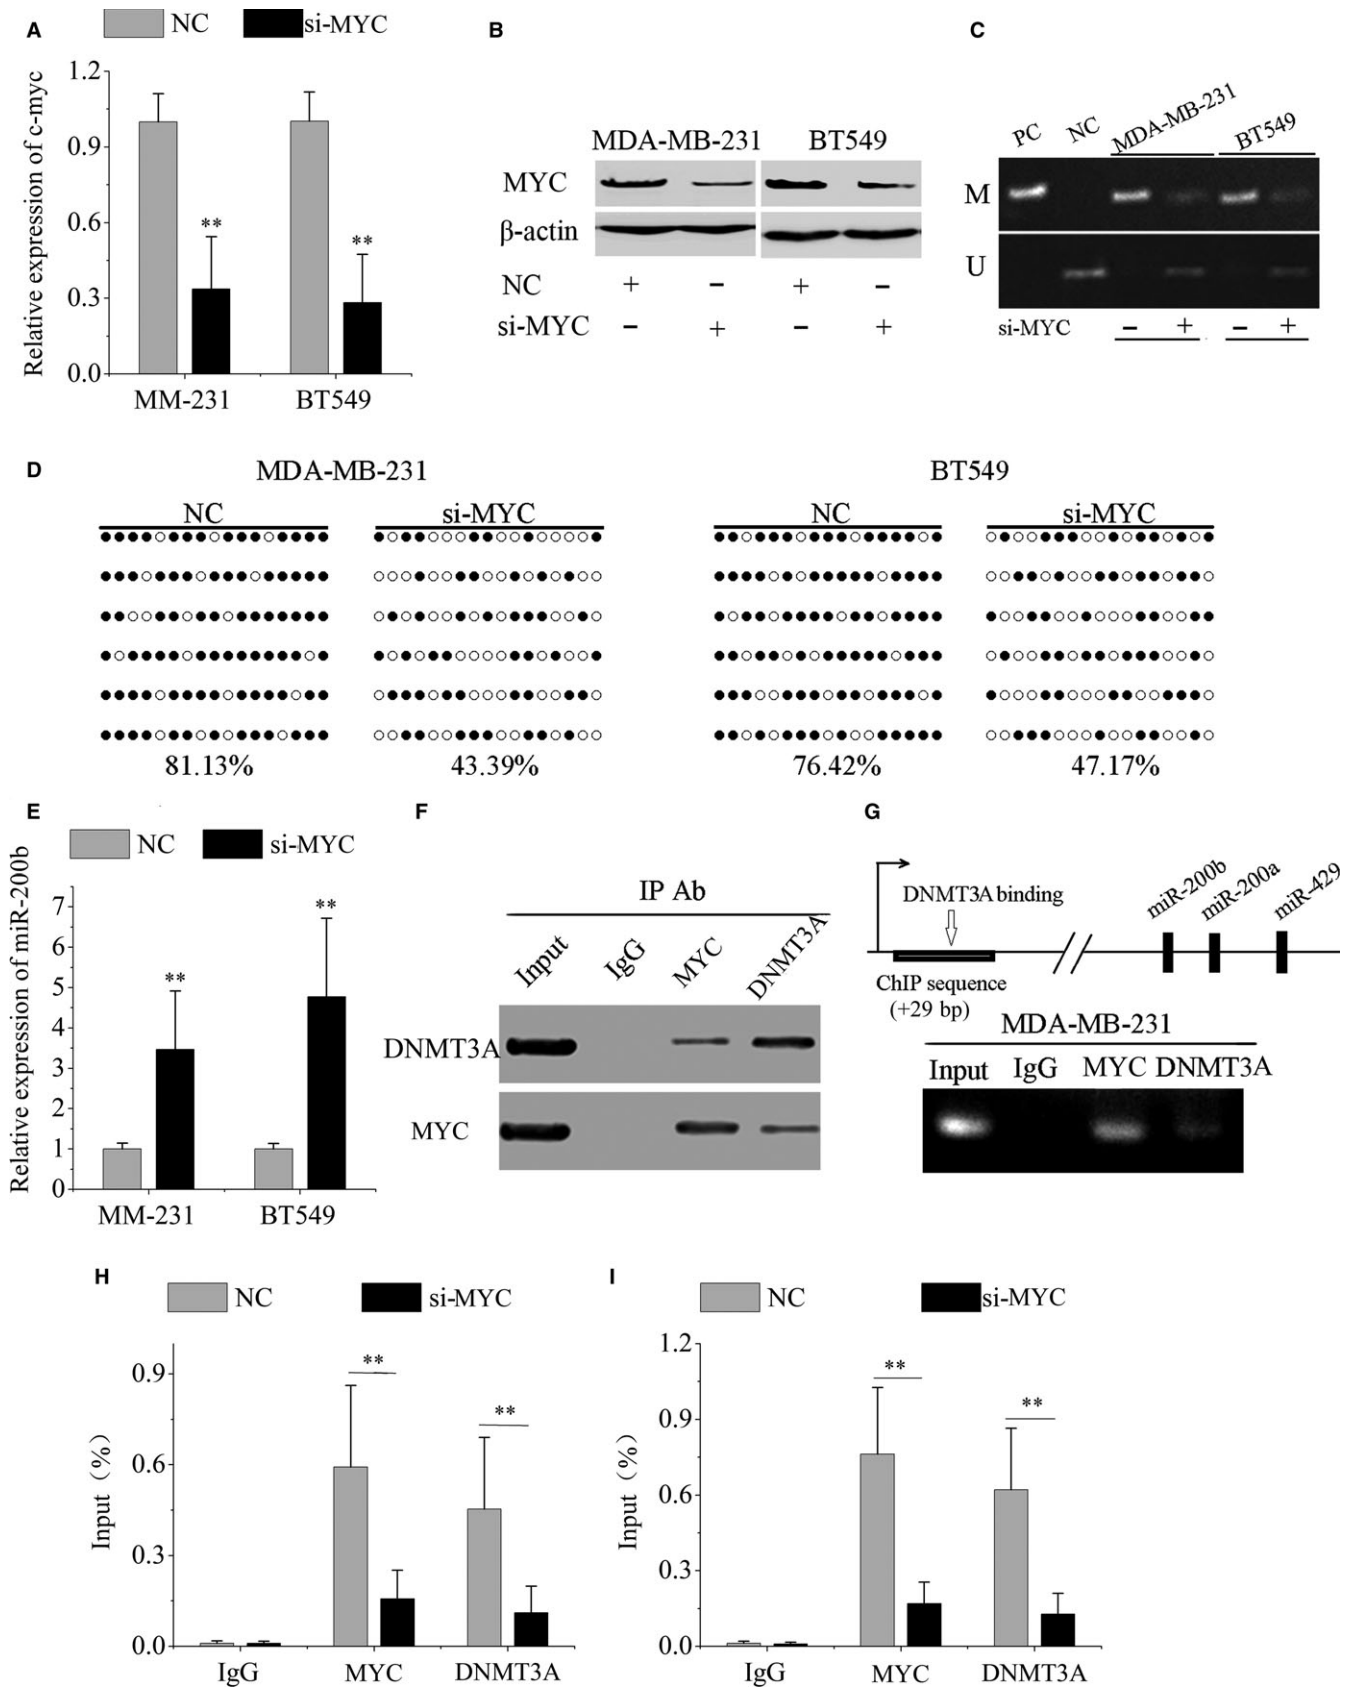 A
NC
si-MYC
Relative expression of c-myc
1.2
0.9
0.6
0.3
0.0
**
**
MM-231
BT549
B
MDA-MB-231
BT549
MYC
β-actin
NC
+ − + −
si-MYC
− + − +
C
PC
NC
MDA-MB-231
BT549
M
U
si-MYC
− + − +
D
MDA-MB-231
BT549
NC
si-MYC
NC
si-MYC
81.13%
43.39%
76.42%
47.17%
E
NC
si-MYC
Relative expression of miR-200b
7
6
5
4
3
2
1
0
**
**
MM-231
BT549
F
IP Ab
Input
IgG
MYC
DNMT3A
DNMT3A
MYC
G
DNMT3A binding
miR-200b
miR-200a
miR-429
ChIP sequence
(+29 bp)
MDA-MB-231
Input
IgG
MYC
DNMT3A
H
NC
si-MYC
Input (%)
0.9
0.6
0.3
0.0
**
**
IgG
MYC
DNMT3A
I
NC
si-MYC
Input (%)
1.2
0.9
0.6
0.3
0.0
**
**
IgG
MYC
DNMT3A